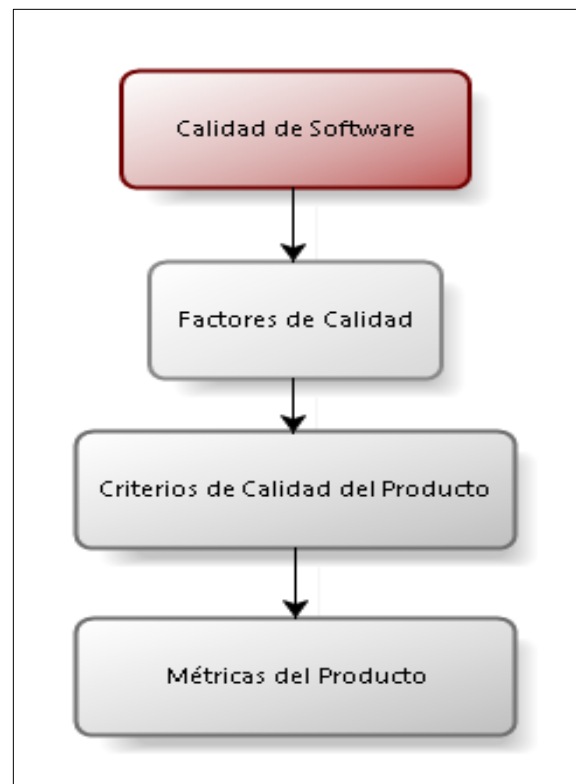 Calidad de Software
Factores de Calidad
Criterios de Calidad del Producto
Métricas del Producto